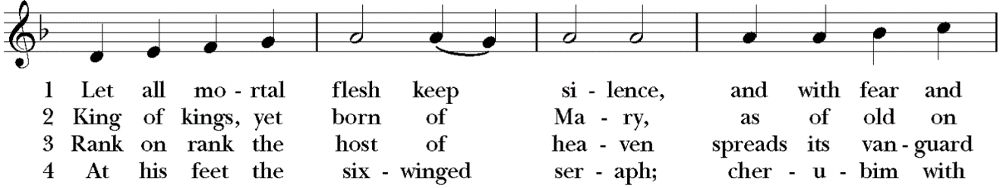 1 Let all mo - rtal flesh keep si - lence, and with fear and
2 King of kings, yet born of Ma - ry, as of old on
3 Rank on rank the host of hea - ven spreads its van - guard
4 At his feet the six - winged ser - aph; cher - u - bim with